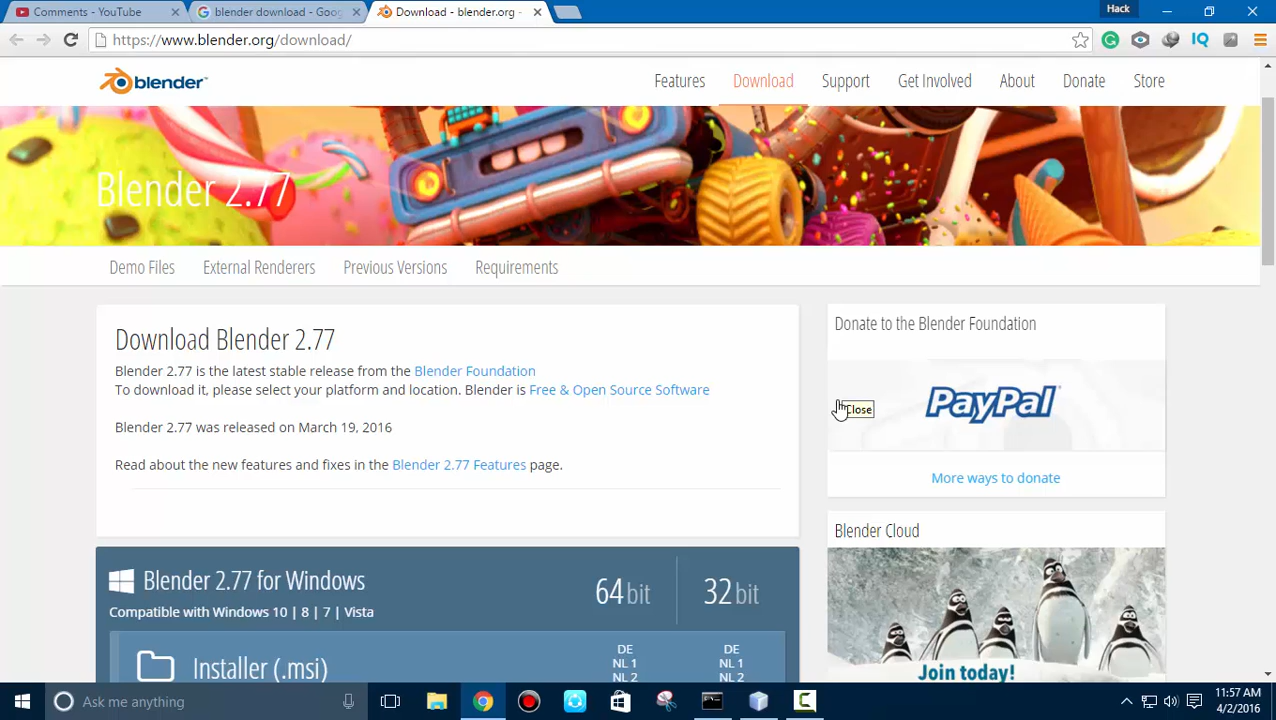 Comments - YouTube
blender download - Goog
Download - blender.org -
Hack
https://www.blender.org/download/
IQ
blender
Features
Download
Support
Get Involved
About
Donate
Store
Blender 2.77
Demo Files
External Renderers
Previous Versions
Requirements
Download Blender 2.77
Blender 2.77 is the latest stable release from the Blender Foundation
To download it, please select your platform and location. Blender is Free & Open Source Software
Blender 2.77 was released on March 19, 2016
Read about the new features and fixes in the Blender 2.77 Features page.
Donate to the Blender Foundation
PayPal
Close
More ways to donate
Blender Cloud
Join today!
Blender 2.77 for Windows
64 bit
32 bit
Compatible with Windows 10 | 8 | 7 | Vista
Installer (.msi)
DE
NL 1
NL 2
DE
NL 1
NL 2
Ask me anything
11:57 AM
4/2/2016